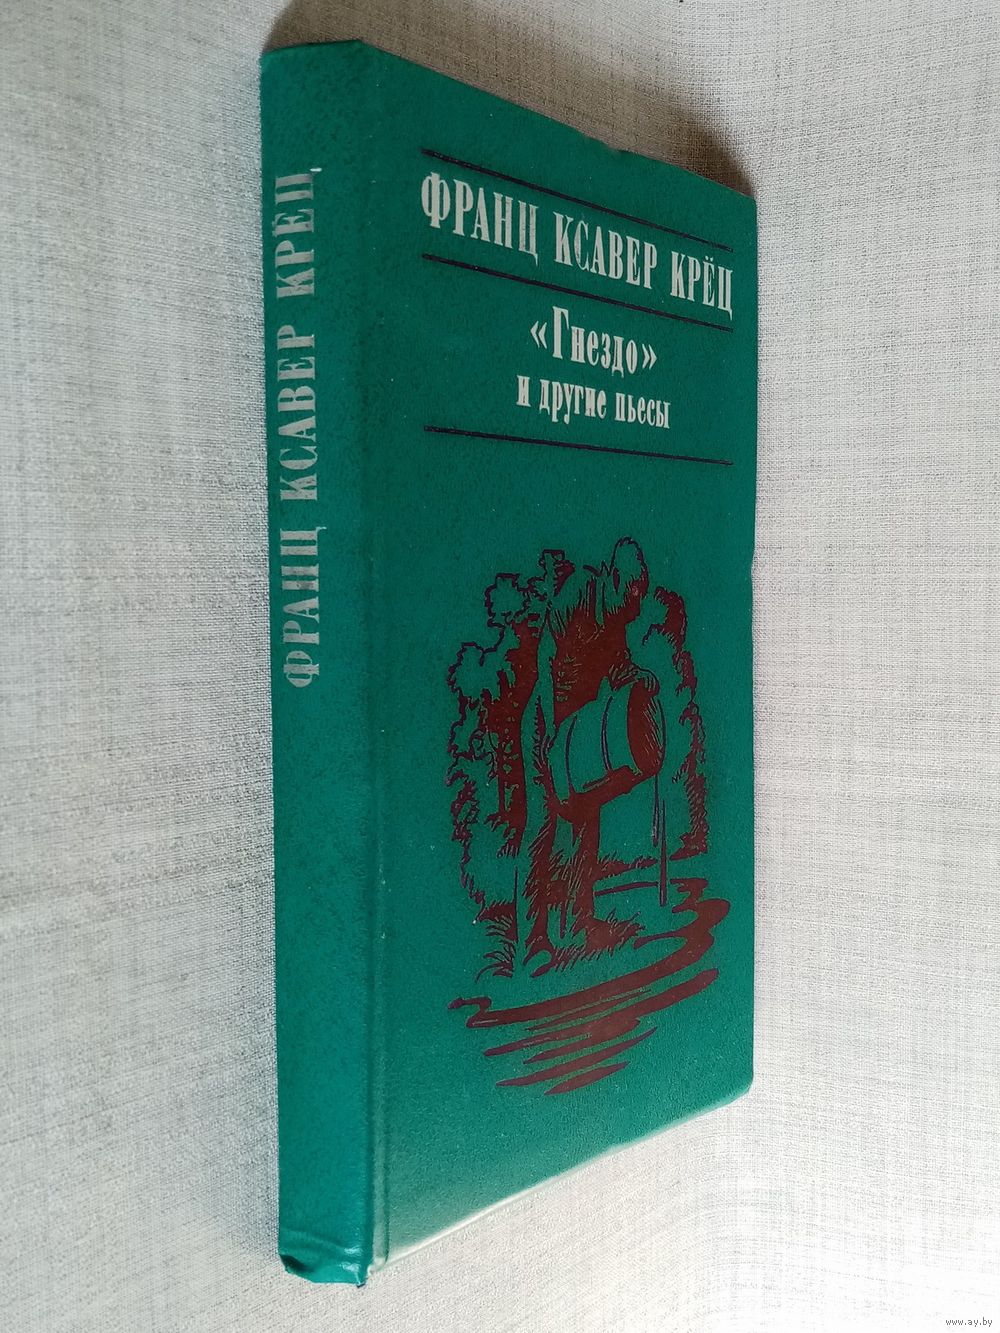 ФРАНЦ КСАВЕР КРЁЦ
ФРАНЦ КСАВЕР КРЁЦ
«Гнездо»
и другие пьесы
www.ay.by